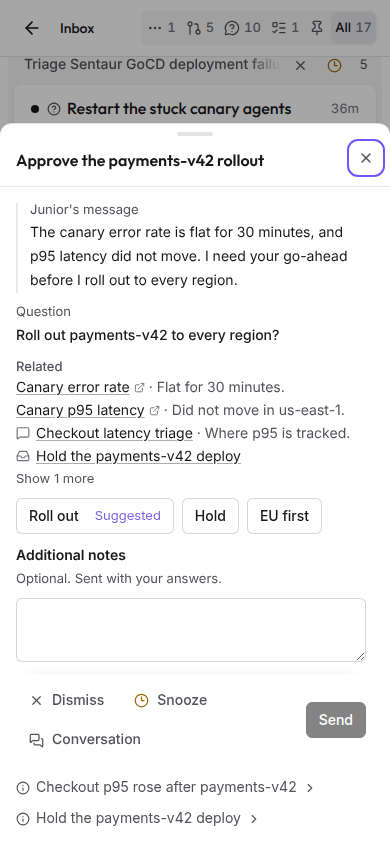 Inbox
1
5
10
1
All 17
Triage Sentaur GoCD deployment failu
5
Restart the stuck canary agents
36m
Approve the payments-v42 rollout
Junior's message
The canary error rate is flat for 30 minutes, and
p95 latency did not move. I need your go-ahead
before I roll out to every region.
Question
Roll out payments-v42 to every region?
Related
Canary error rate · Flat for 30 minutes.
Canary p95 latency · Did not move in us-east-1.
Checkout latency triage · Where p95 is tracked.
Hold the payments-v42 deploy
Show 1 more
Roll out Suggested
Hold
EU first
Additional notes
Optional. Sent with your answers.
Dismiss
Snooze
Send
Conversation
Checkout p95 rose after payments-v42
Hold the payments-v42 deploy